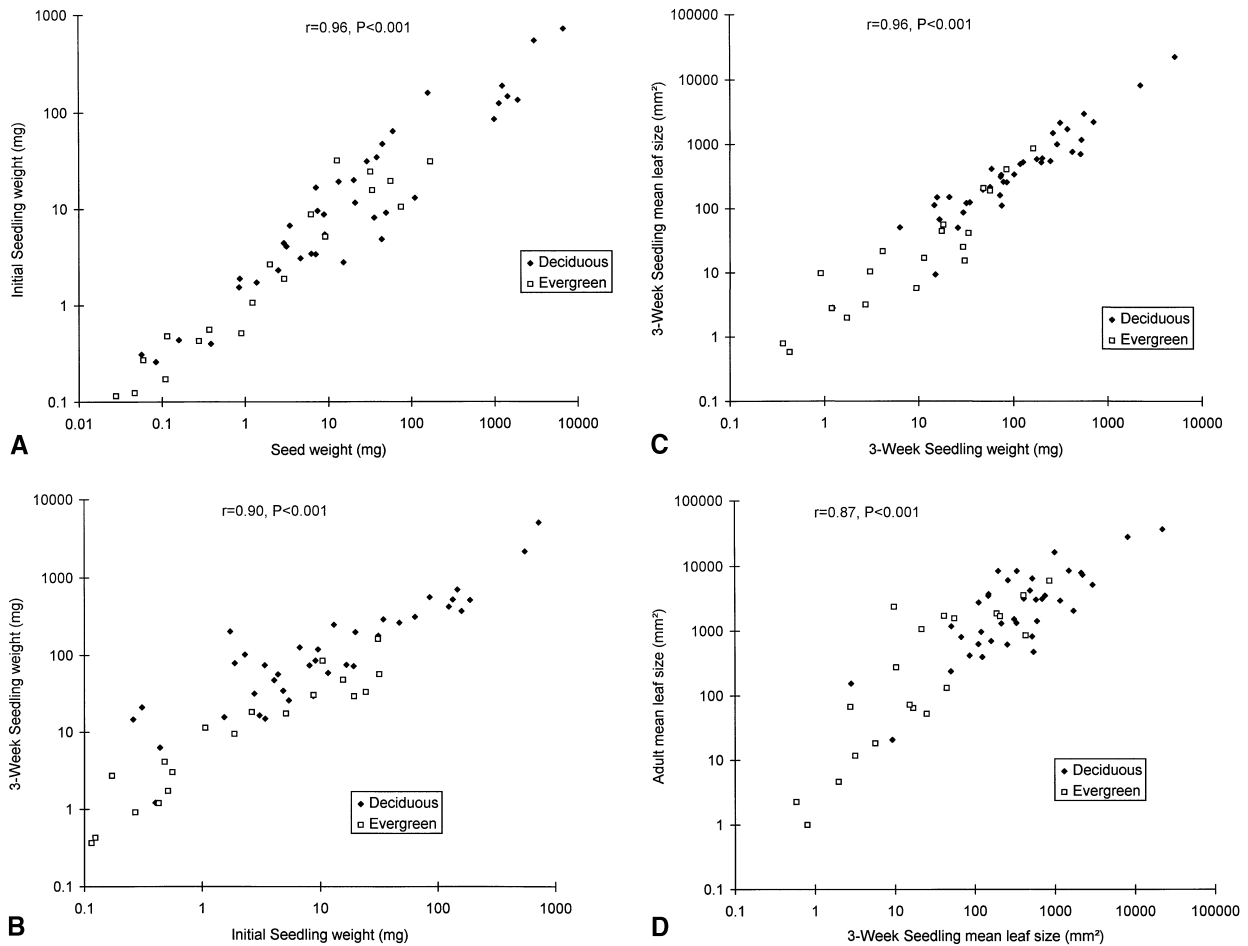 1000
r=0.96, P<0.001
100
10
1
0.1
Initial Seedling weight (mg)
Deciduous
Evergreen
0.01 0.1 1 10 100 1000 10000
A
Seed weight (mg)
100000
r=0.96, P<0.001
10000
1000
100
10
1
0.1
3-Week Seedling mean leaf size (mm²)
Deciduous
Evergreen
0.1 1 10 100 1000 10000
C
3-Week Seedling weight (mg)
10000
r=0.90, P<0.001
1000
100
10
1
0.1
3-Week Seedling weight (mg)
Deciduous
Evergreen
0.1 1 10 100 1000
B
Initial Seedling weight (mg)
100000
r=0.87, P<0.001
10000
1000
100
10
1
0.1
Adult mean leaf size (mm²)
Deciduous
Evergreen
0.1 1 10 100 1000 10000 100000
D
3-Week Seedling mean leaf size (mm²)